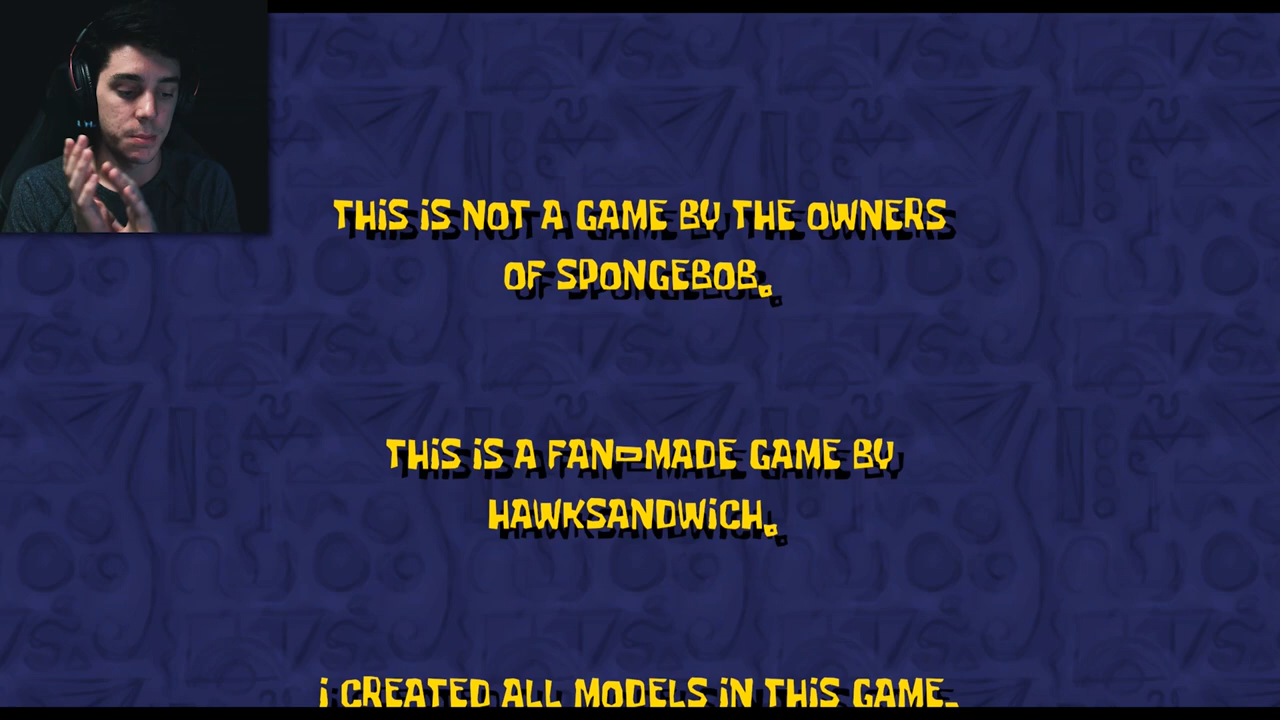 THIS IS NOT A GAME BY THE OWNERS
OF SPONGEBOB.
THIS IS A FAN-MADE GAME BY
HAWKSANDWICH.
I CREATED ALL MODELS IN THIS GAME.